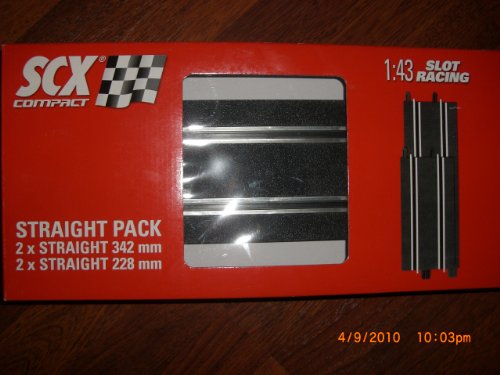 SCX®
COMPACT
1:43 SLOT
RACING
STRAIGHT PACK
2 x STRAIGHT 342 mm
2 x STRAIGHT 228 mm
4/9/2010 10:03pm